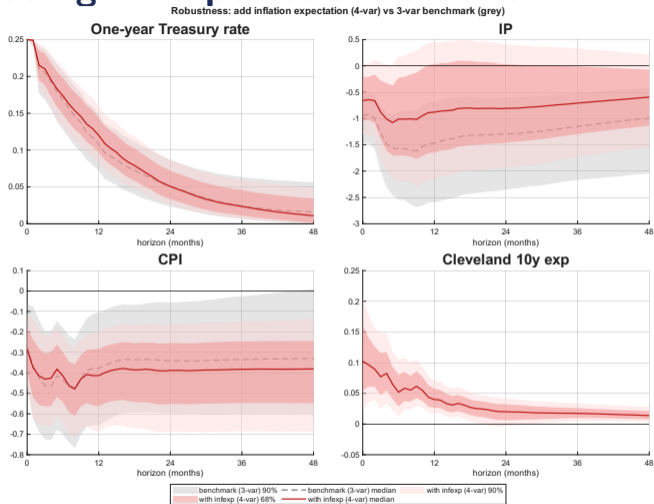 Robustness: add inflation expectation (4-var) vs 3-var benchmark (grey)
One-year Treasury rate
0.25
0.2
0.15
0.1
0.05
0
0 12 24 36 48
horizon (months)
IP
0.5
0
-0.5
-1
-1.5
-2
-2.5
-3
0 12 24 36 48
horizon (months)
CPI
0.1
0
-0.1
-0.2
-0.3
-0.4
-0.5
-0.6
-0.7
-0.8
0 12 24 36 48
horizon (months)
Cleveland 10y exp
0.25
0.2
0.15
0.1
0.05
0
-0.05
0 12 24 36 48
horizon (months)
benchmark (3-var) 90% benchmark (3-var) median with infexp (4-var) 90%
with infexp (4-var) 68% with infexp (4-var) median